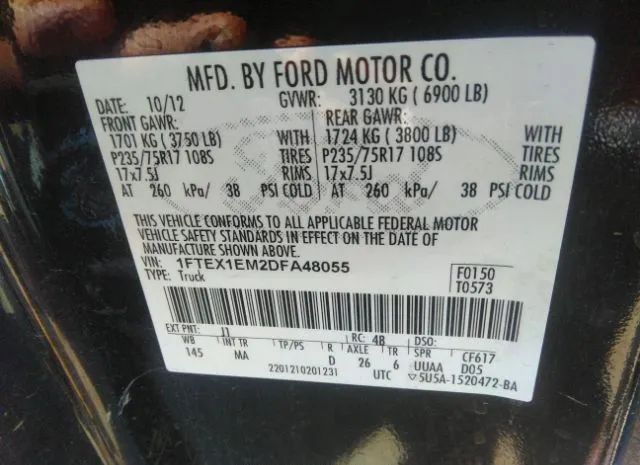 MFD. BY FORD MOTOR CO.
DATE: 10/12 GVWR: 3130 KG ( 6900 LB)
FRONT GAWR: REAR GAWR:
1701 KG ( 3750 LB) WITH 1724 KG ( 3800 LB) WITH
P235/75R17 108S TIRES P235/75R17 108S TIRES
17x7.5J RIMS 17x7.5J RIMS
AT 260 kPa/ 38 PSI COLD AT 260 kPa/ 38 PSI COLD
THIS VEHICLE CONFORMS TO ALL APPLICABLE FEDERAL MOTOR
VEHICLE SAFETY STANDARDS IN EFFECT ON THE DATE OF
MANUFACTURE SHOWN ABOVE.
VIN: 1FTEX1EM2DFA48055 F0150
TYPE: Truck T0573
EXT PNT: J1 RC: 48 DSO:
WB INT TR TP/PS R AXLE TR SPR CF617
145 MA D 26 6 UUAA D05
2201210201231 UTC 5U5A-1520472-BA